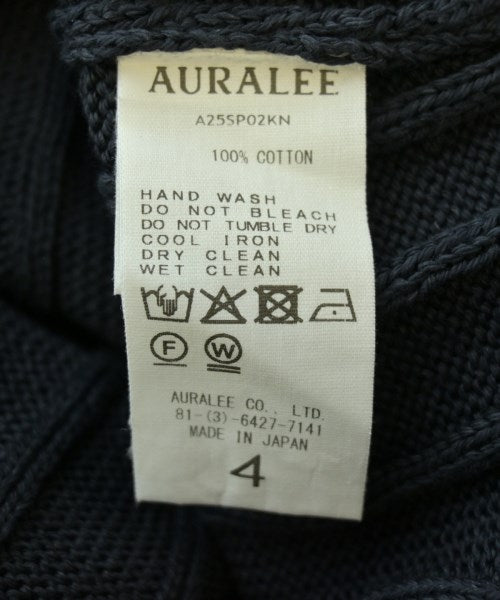 AURALEE
A25SP02KN
100% COTTON
HAND WASH
DO NOT BLEACH
DO NOT TUMBLE DRY
COOL IRON
DRY CLEAN
WET CLEAN
F W
AURALEE CO., LTD.
81-(3)-6427-7141
MADE IN JAPAN
4